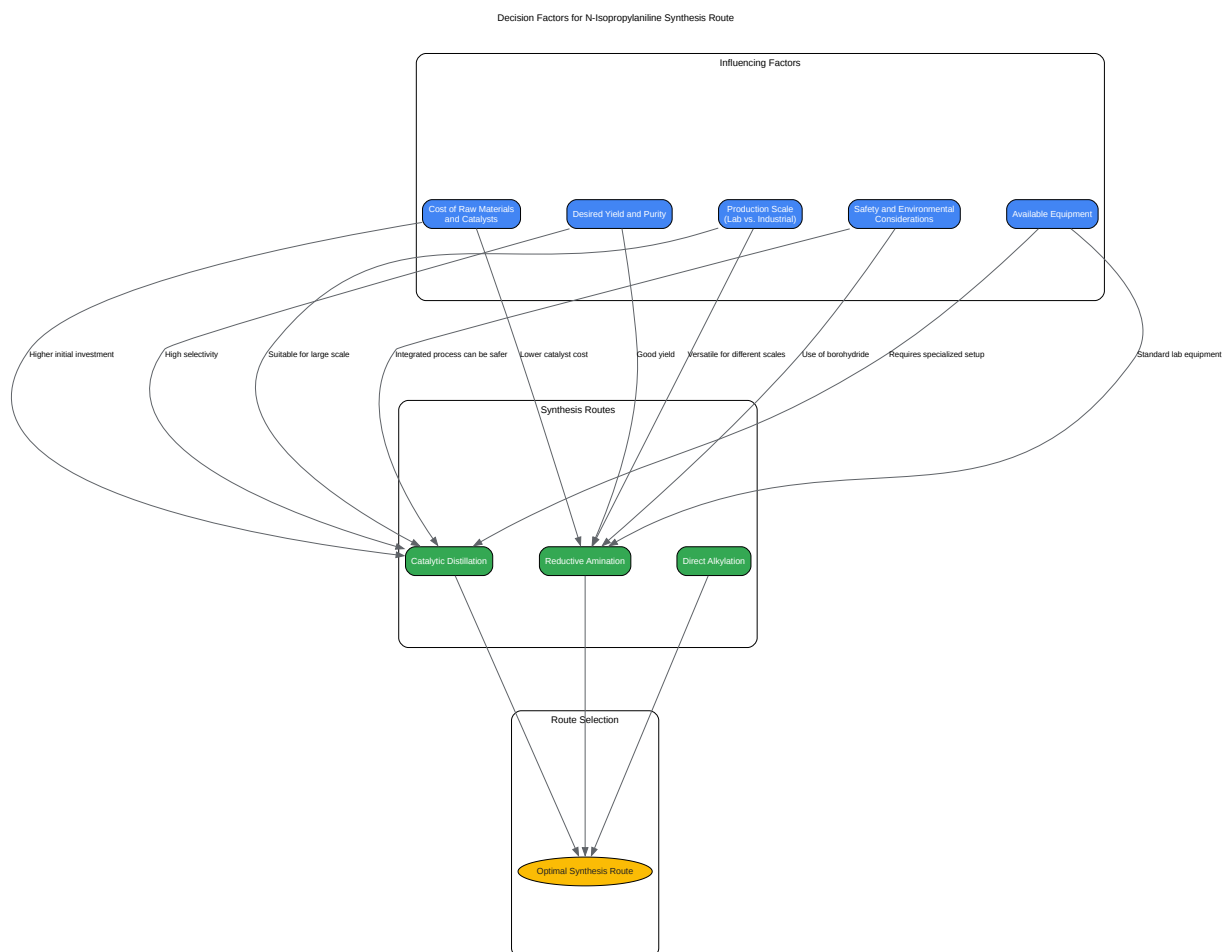 Decision Factors for N-Isopropylaniline Synthesis Route
Influencing Factors
Cost of Raw Materials
and Catalysts
Desired Yield and Purity
Production Scale
(Lab vs. Industrial)
Safety and Environmental
Considerations
Available Equipment
Higher initial investment
High selectivity
Suitable for large scale
Integrated process can be safer
Lower catalyst cost
Good yield
Versatile for different scales
Use of borohydride
Requires specialized setup
Standard lab equipment
Synthesis Routes
Catalytic Distillation
Reductive Amination
Direct Alkylation
Route Selection
Optimal Synthesis Route